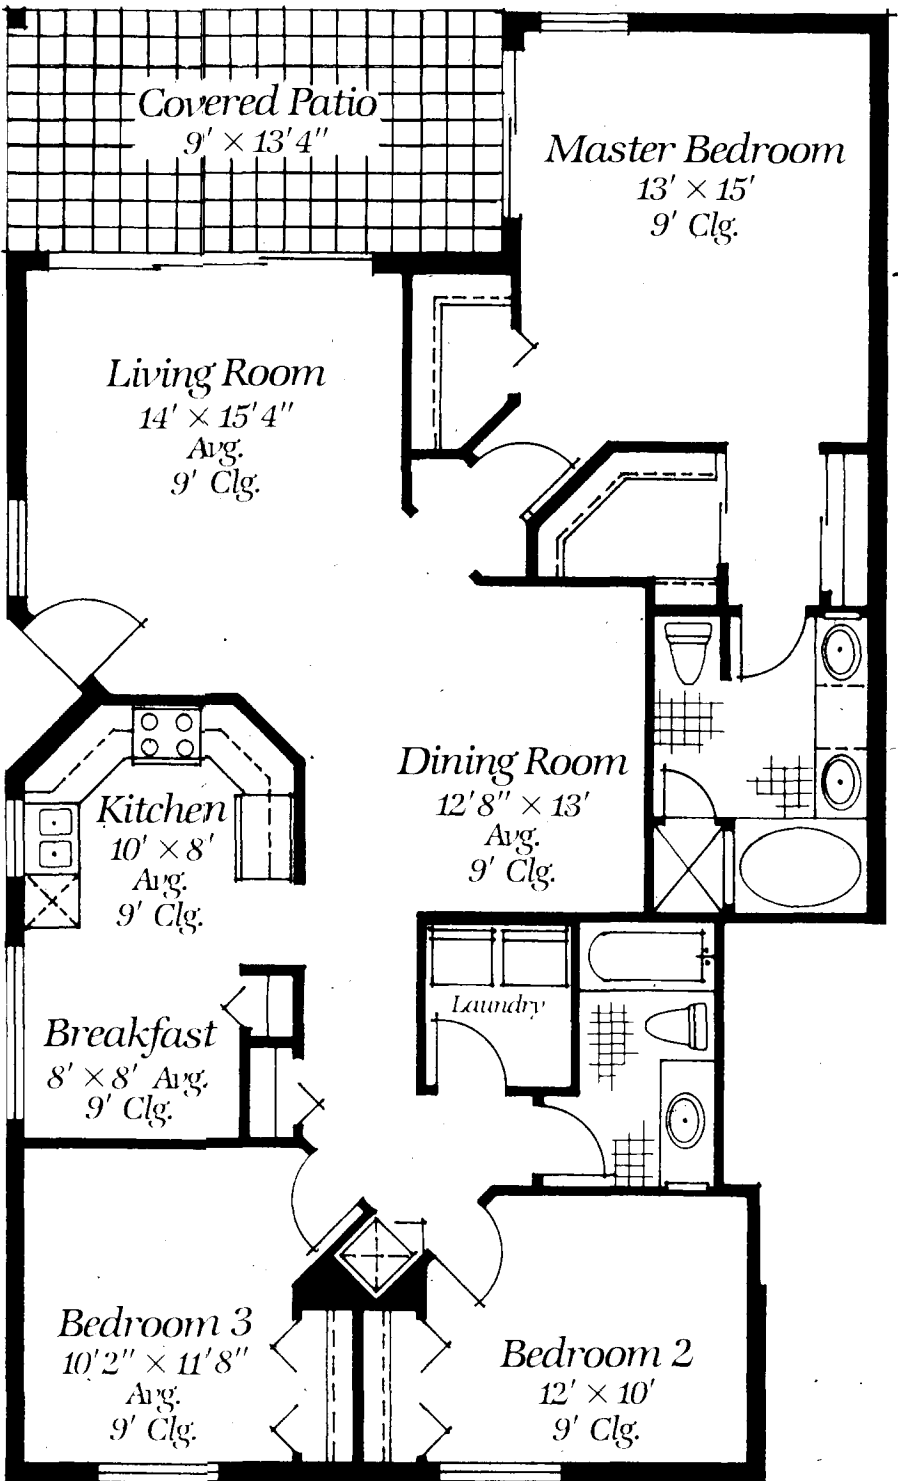 Covered Patio
9' × 13'4"
Master Bedroom
13' × 15'
9' Clg.
Living Room
14' × 15'4"
Avg.
9' Clg.
Dining Room
12'8" × 13'
Avg.
9' Clg.
Kitchen
10' × 8'
Avg.
9' Clg.
Laundry
Breakfast
8' × 8' Avg.
9' Clg.
Bedroom 3
10'2" × 11'8"
Avg.
9' Clg.
Bedroom 2
12' × 10'
9' Clg.